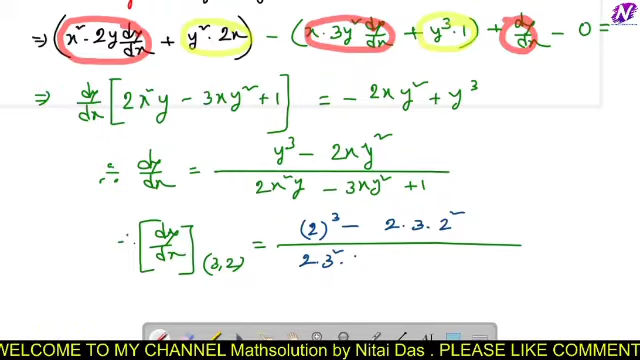 ⇒ (x²·2y dy/dx + y²·2x) − (x·3y² dy/dx + y³·1) + dy/dx − 0 =
⇒ dy/dx [2x²y − 3xy² + 1] = − 2xy² + y³
∴ dy/dx = (y³ − 2xy²) / (2x²y − 3xy² + 1)
∴ [dy/dx](3,2) = ((2)³ − 2·3·2²) / (2·3²·
WELCOME TO MY CHANNEL Mathsolution by Nitai Das . PLEASE LIKE COMMENT